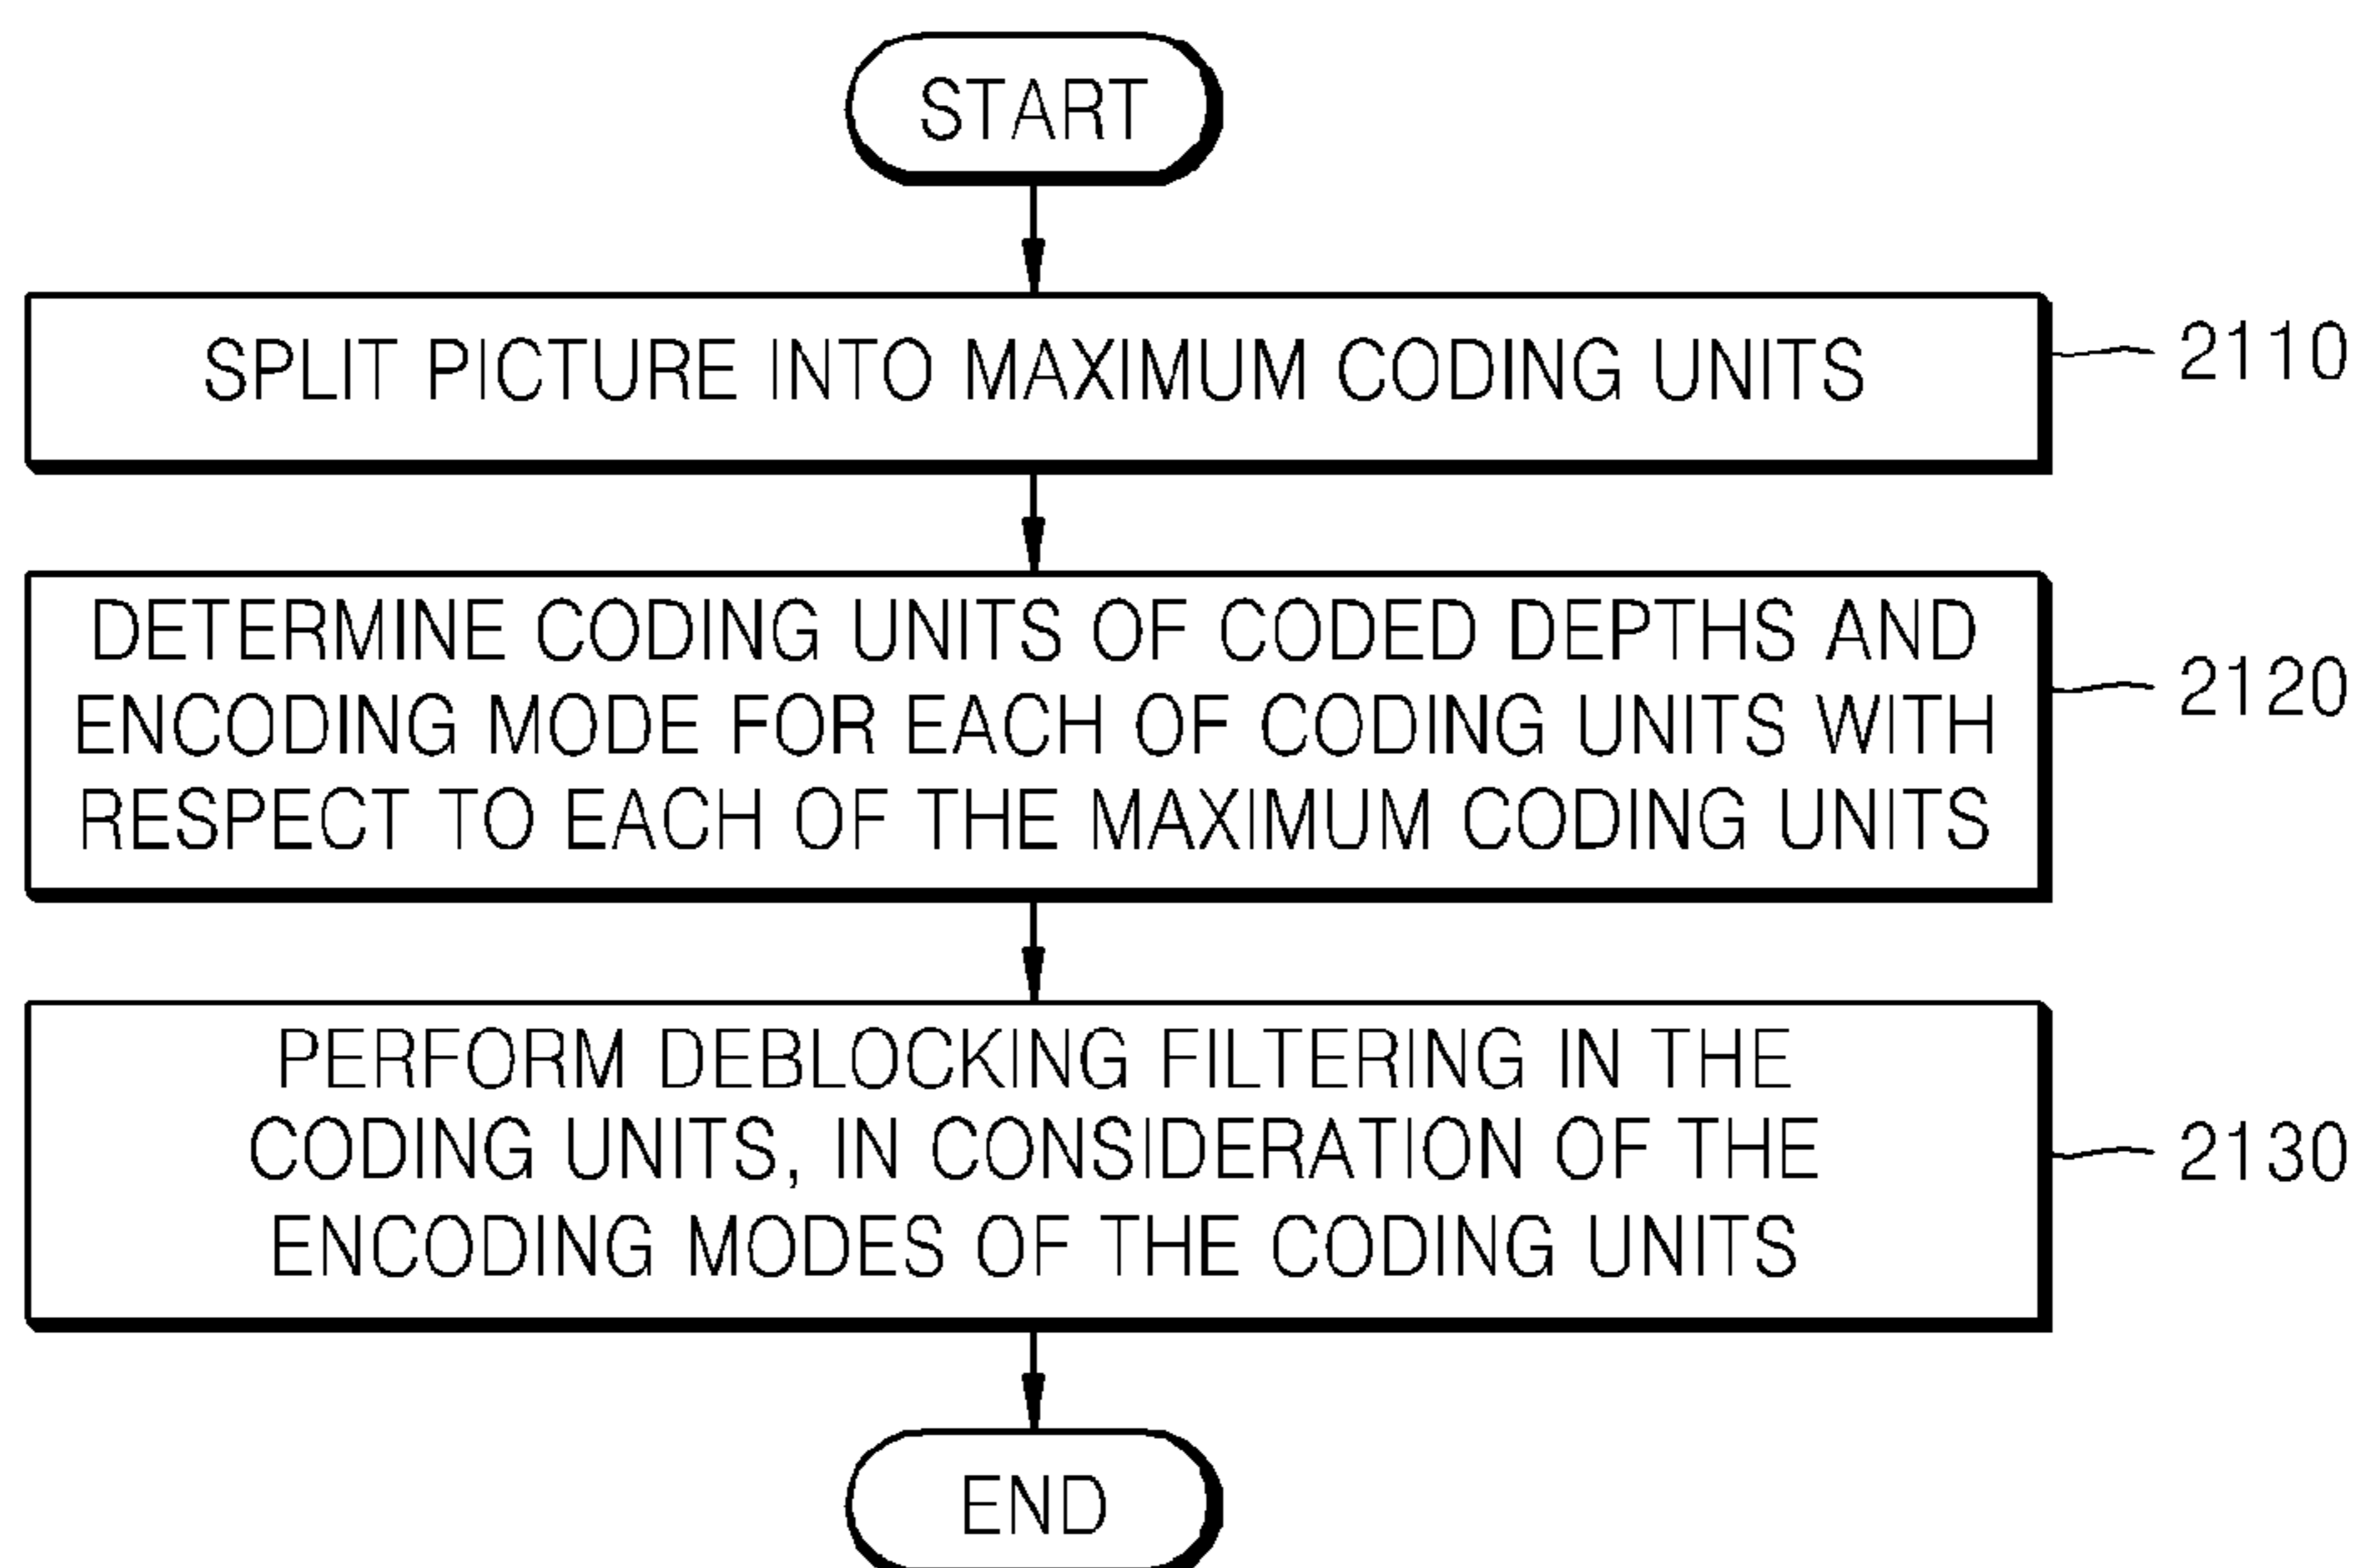 START
SPLIT PICTURE INTO MAXIMUM CODING UNITS
2110
DETERMINE CODING UNITS OF CODED DEPTHS AND
ENCODING MODE FOR EACH OF CODING UNITS WITH
RESPECT TO EACH OF THE MAXIMUM CODING UNITS
2120
PERFORM DEBLOCKING FILTERING IN THE
CODING UNITS, IN CONSIDERATION OF THE
ENCODING MODES OF THE CODING UNITS
2130
END